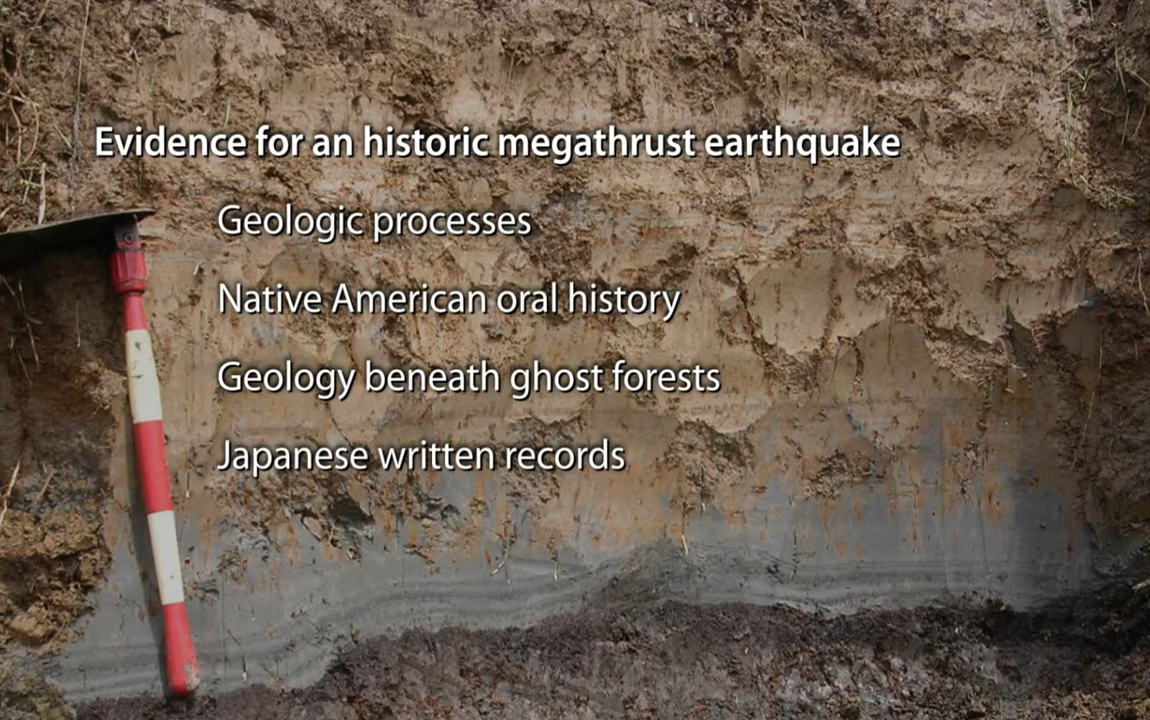 Evidence for an historic megathrust earthquake
Geologic processes
Native American oral history
Geology beneath ghost forests
Japanese written records